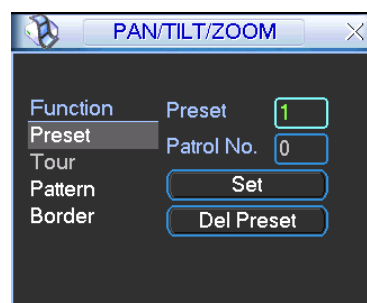 PAN/TILT/ZOOM
Function
Preset
Tour
Pattern
Border
Preset 1
Patrol No. 0
Set
Del Preset